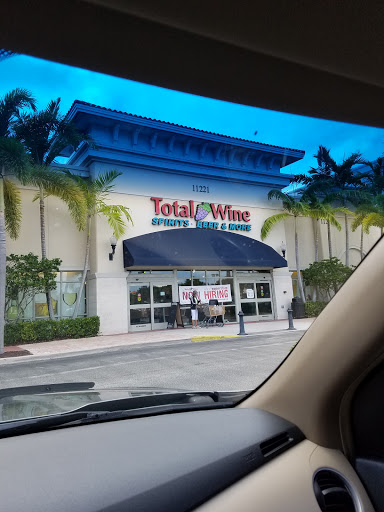 11221
Total Wine
SPIRITS • BEER & MORE
NOW HIRING